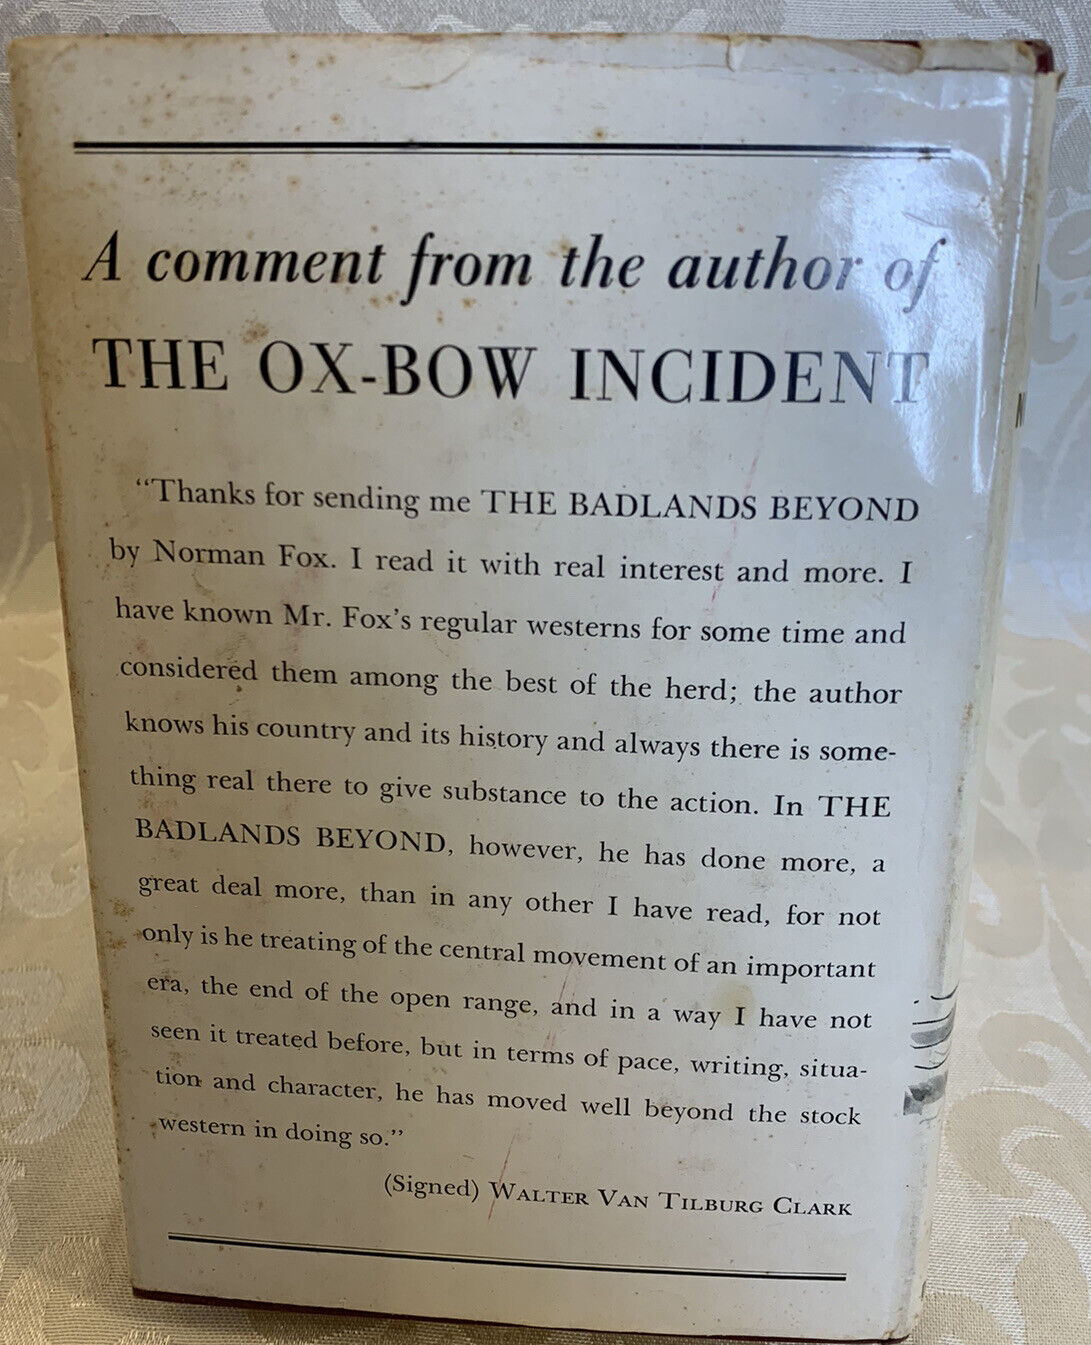 A comment from the author of
THE OX-BOW INCIDENT
“Thanks for sending me THE BADLANDS BEYOND
by Norman Fox. I read it with real interest and more. I
have known Mr. Fox’s regular westerns for some time and
considered them among the best of the herd; the author
knows his country and its history and always there is some-
thing real there to give substance to the action. In THE
BADLANDS BEYOND, however, he has done more, a
great deal more, than in any other I have read, for not
only is he treating of the central movement of an important
era, the end of the open range, and in a way I have not
seen it treated before, but in terms of pace, writing, situa-
tion and character, he has moved well beyond the stock
western in doing so.”
(Signed) WALTER VAN TILBURG CLARK